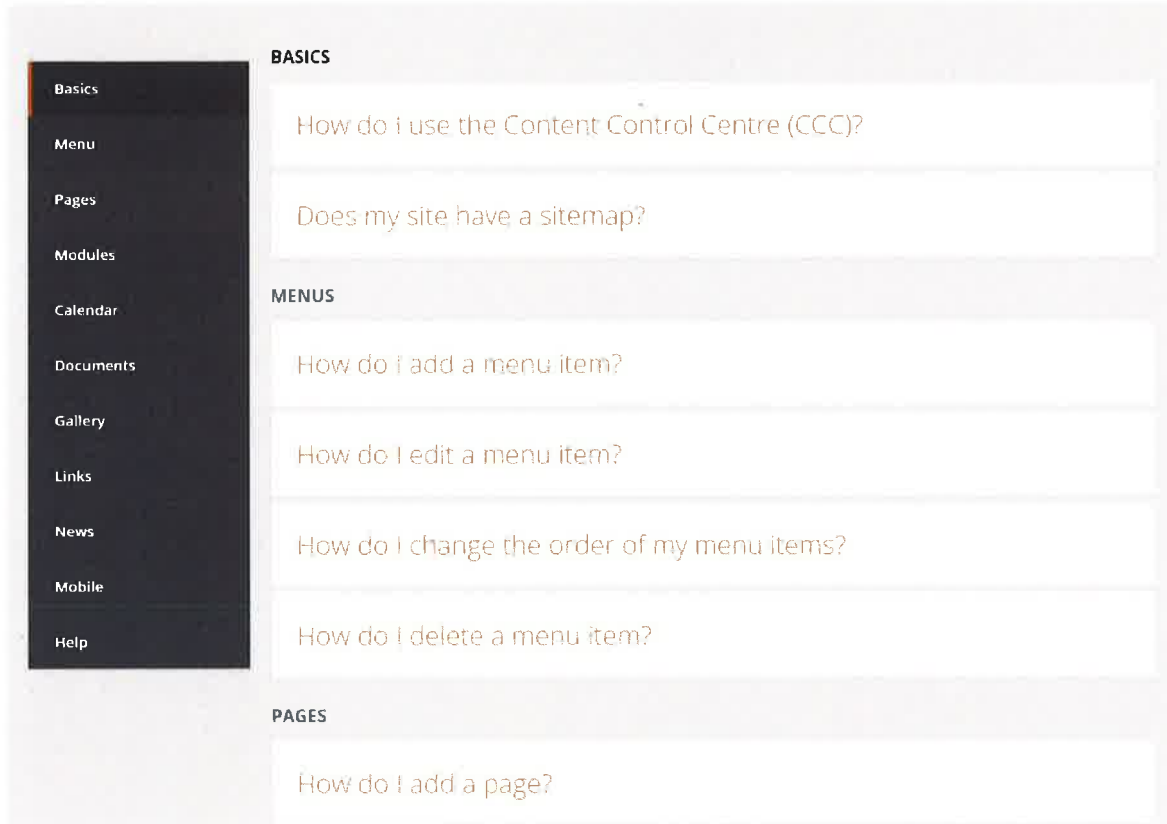 Basics
Menu
Pages
Modules
Calendar
Documents
Gallery
Links
News
Mobile
Help
BASICS
How do I use the Content Control Centre (CCC)?
Does my site have a sitemap?
MENUS
How do I add a menu item?
How do I edit a menu item?
How do I change the order of my menu items?
How do I delete a menu item?
PAGES
How do I add a page?